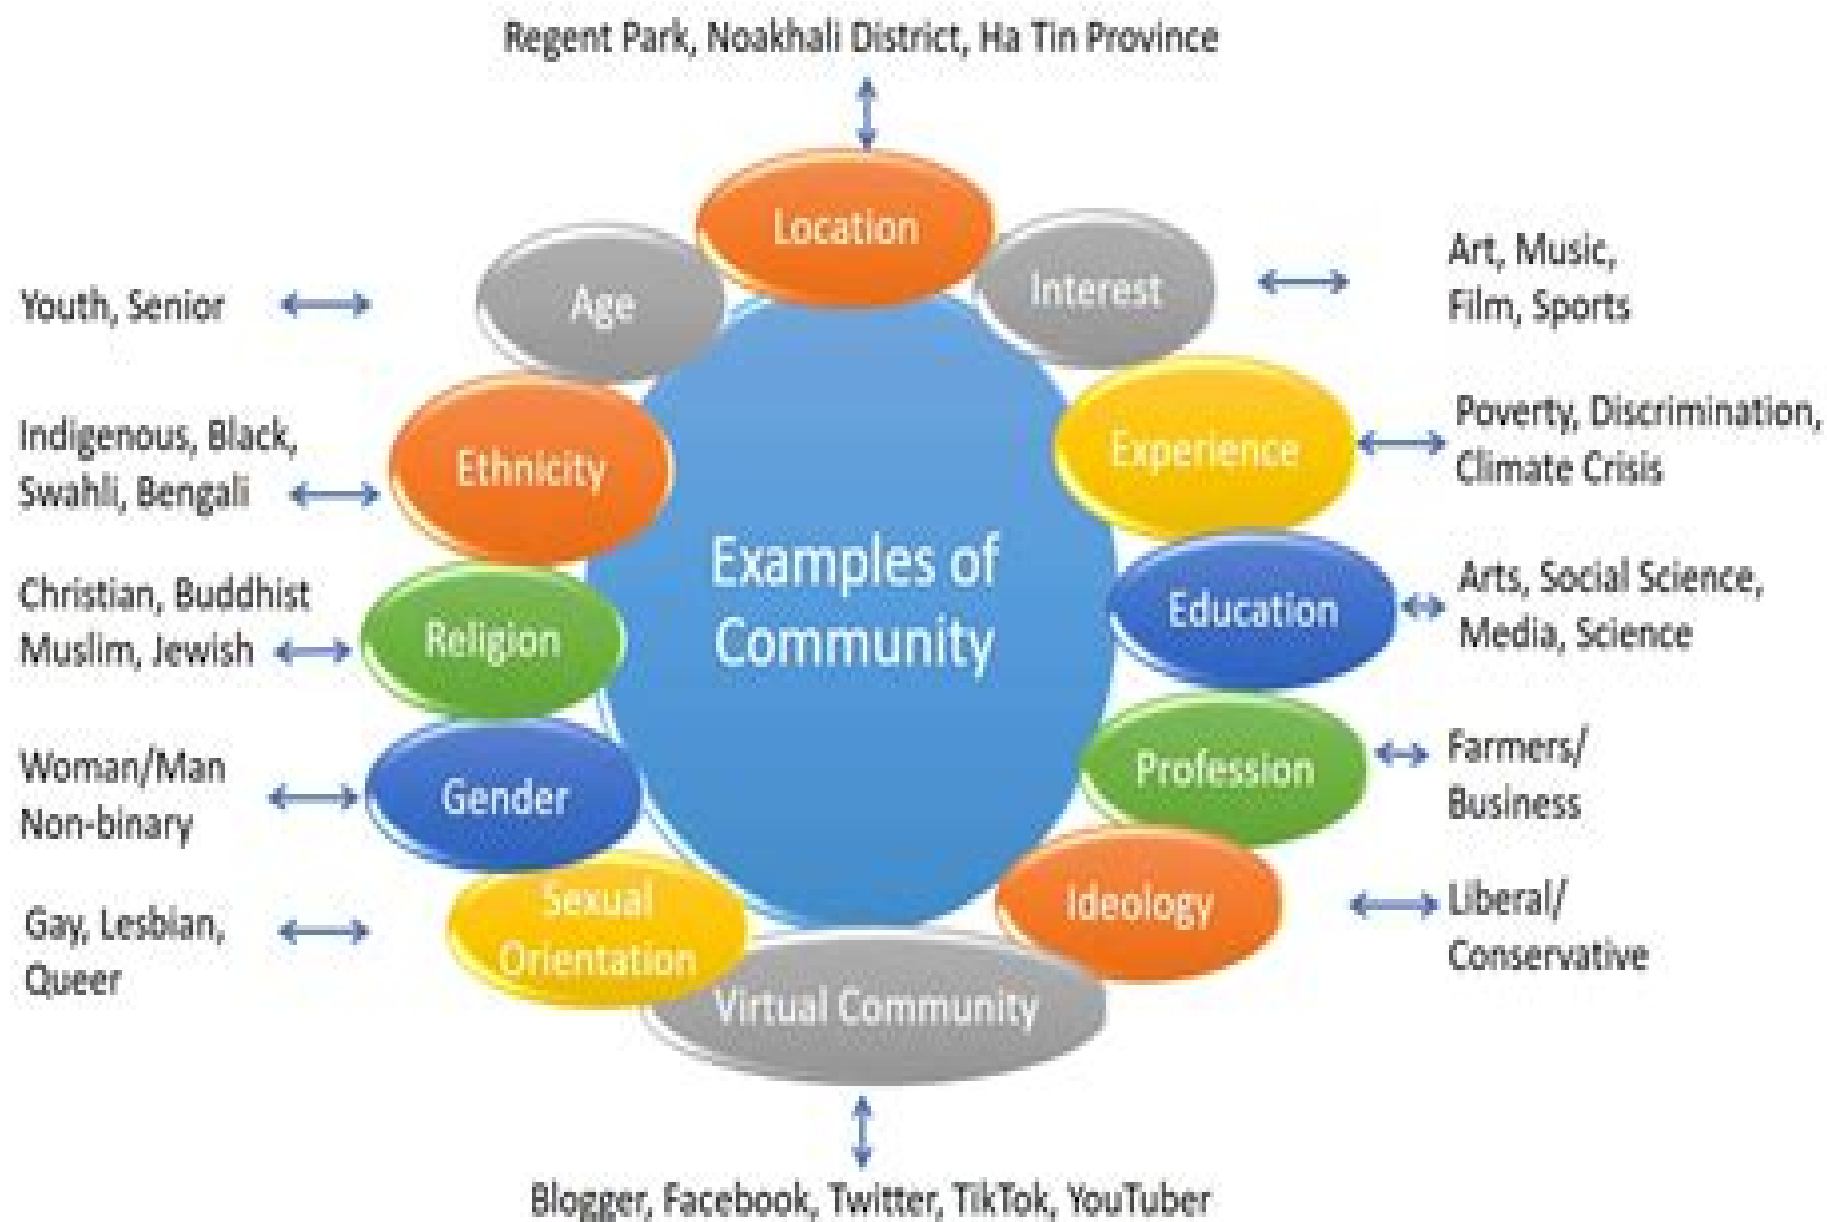 Regent Park, Noakhali District, Ha Tin Province
Location
Interest
Art, Music,
Film, Sports
Experience
Poverty, Discrimination,
Climate Crisis
Education
Arts, Social Science,
Media, Science
Profession
Farmers/
Business
Ideology
Liberal/
Conservative
Virtual Community
Blogger, Facebook, Twitter, TikTok, YouTuber
Sexual
Orientation
Gay, Lesbian,
Queer
Gender
Woman/Man
Non-binary
Religion
Christian, Buddhist
Muslim, Jewish
Ethnicity
Indigenous, Black,
Swahli, Bengali
Age
Youth, Senior
Examples of
Community